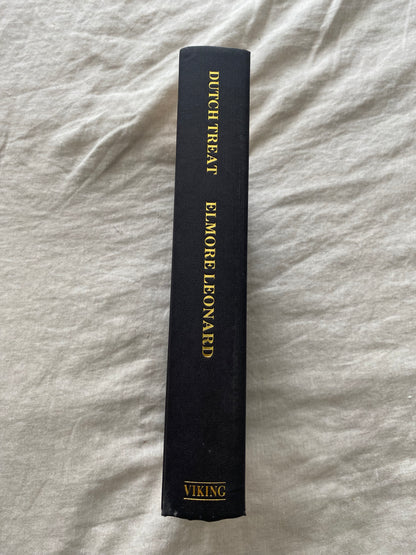 DUTCH TREAT
ELMORE LEONARD
VIKING